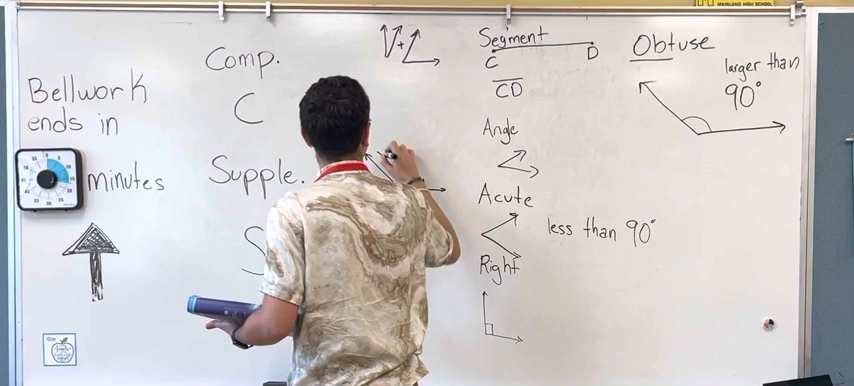 MAINLAND HIGH SCHOOL
Bellwork
ends in
minutes
Comp.
C
Supple.
S
Segment
C D
CD
Angle
Acute
less than 90°
Right
Obtuse
larger than
90°